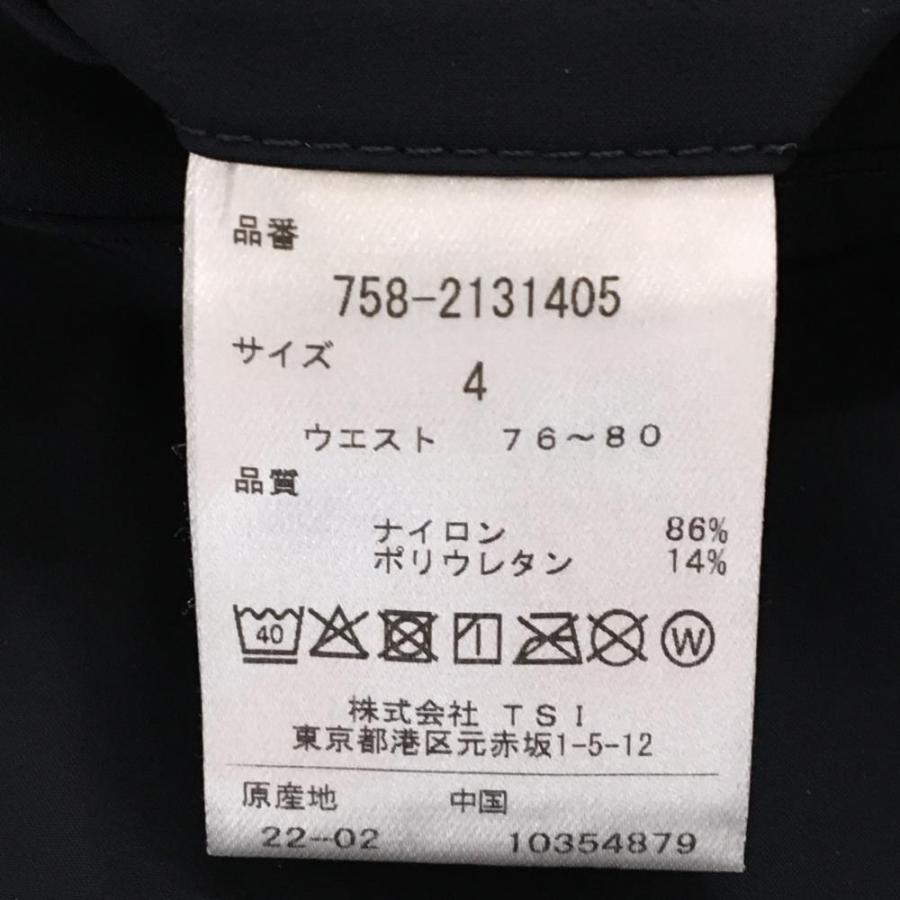 品番
758-2131405
サイズ
4
ウエスト 76～80
品質
ナイロン 86%
ポリウレタン 14%
40 W
株式会社 TSI
東京都港区元赤坂1-5-12
原産地 中国
22--02 10354879